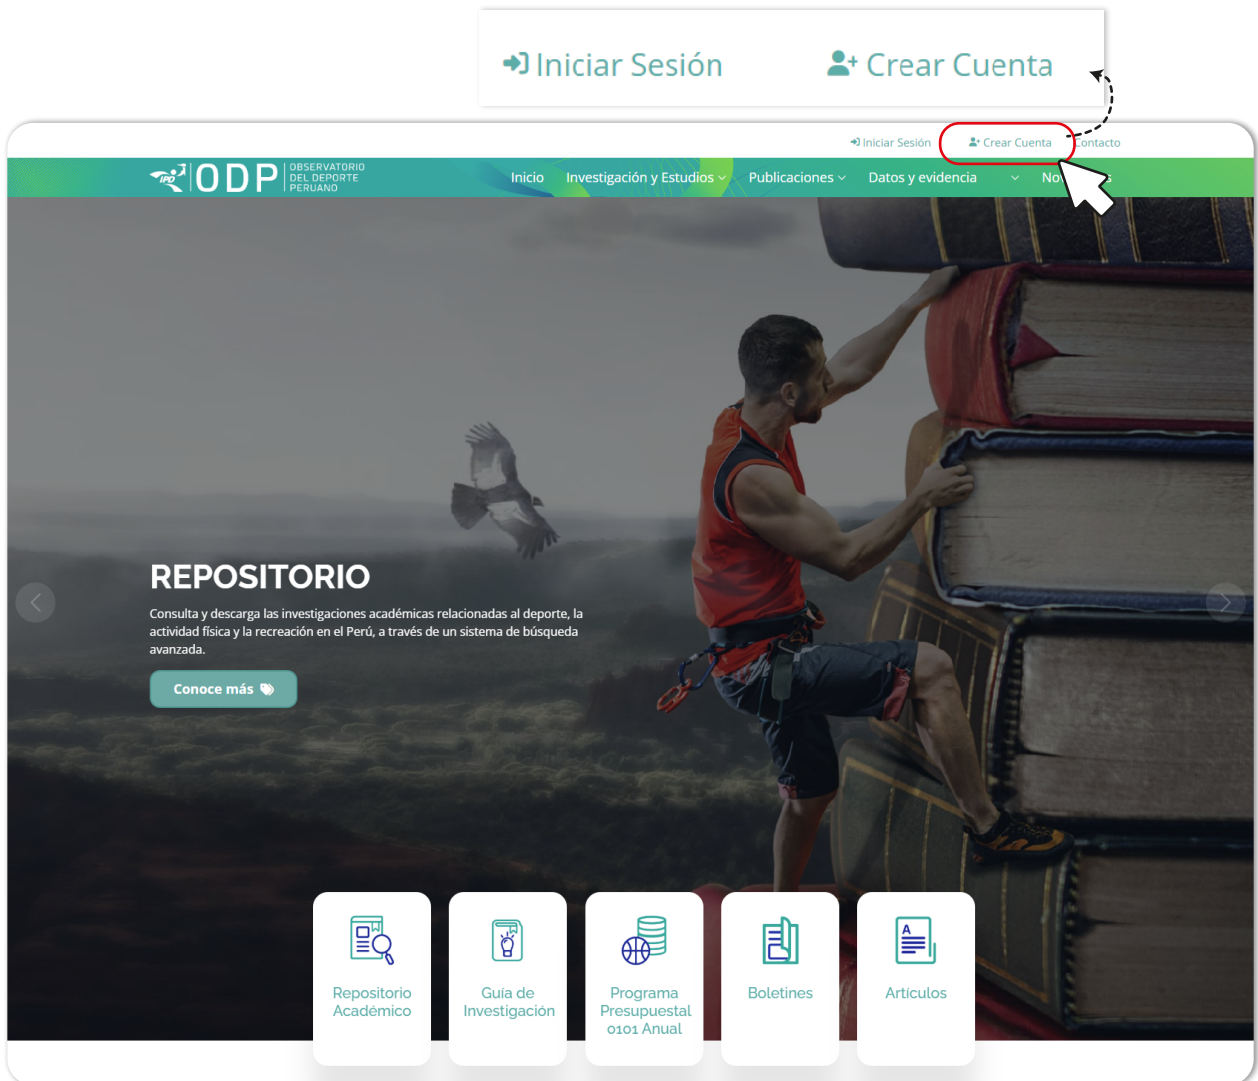 Iniciar Sesión
Crear Cuenta
Iniciar Sesión
Crear Cuenta
Contacto
IPD
ODP
OBSERVATORIO
DEL DEPORTE
PERUANO
Inicio
Investigación y Estudios
Publicaciones
Datos y evidencia
REPOSITORIO
Consulta y descarga las investigaciones académicas relacionadas al deporte, la
actividad física y la recreación en el Perú, a través de un sistema de búsqueda
avanzada.
Conoce más
Repositorio
Académico
Guía de
Investigación
Programa
Presupuestal
0101 Anual
Boletines
Artículos